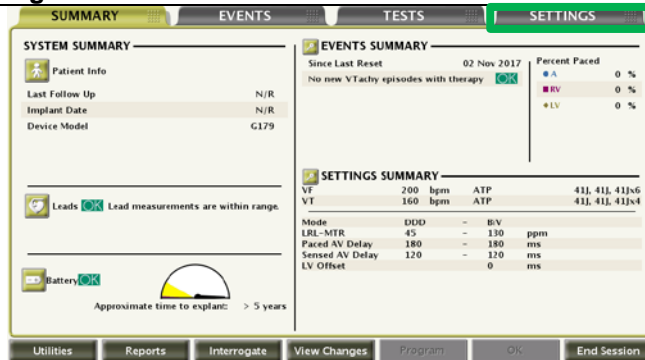 SUMMARY EVENTS TESTS SETTINGS
SYSTEM SUMMARY
Patient Info
Last Follow Up N/R
Implant Date N/R
Device Model G179
Leads OK Lead measurements are within range.
Battery OK
Approximate time to explant: > 5 years
EVENTS SUMMARY
Since Last Reset 02 Nov 2017
No new VTachy episodes with therapy OK
Percent Paced
A 0 %
RV 0 %
LV 0 %
SETTINGS SUMMARY
VF 200 bpm ATP 41J, 41J, 41Jx6
VT 160 bpm ATP 41J, 41J, 41Jx4
Mode DDD - BiV
LRL-MTR 45 - 130 ppm
Paced AV Delay 180 - 180 ms
Sensed AV Delay 120 - 120 ms
LV Offset 0 ms
Utilities Reports Interrogate View Changes Program OK End Session